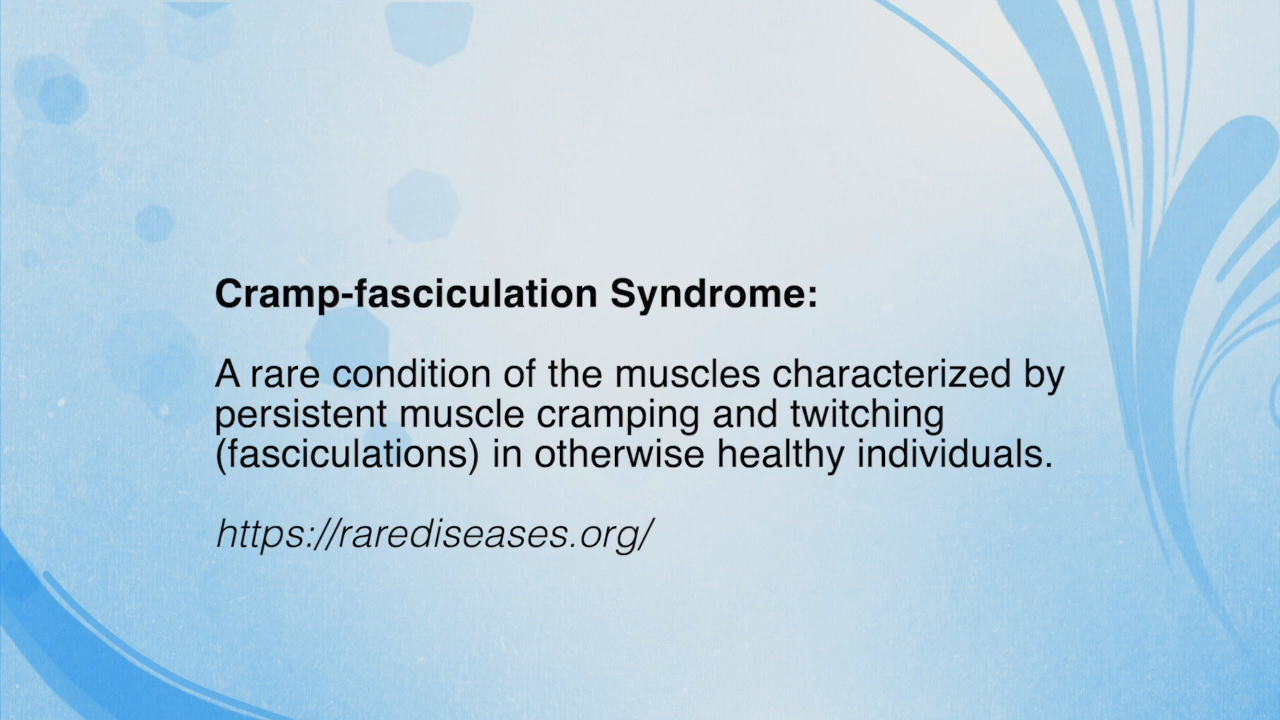 Cramp-fasciculation Syndrome:
A rare condition of the muscles characterized by
persistent muscle cramping and twitching
(fasciculations) in otherwise healthy individuals.
https://rarediseases.org/